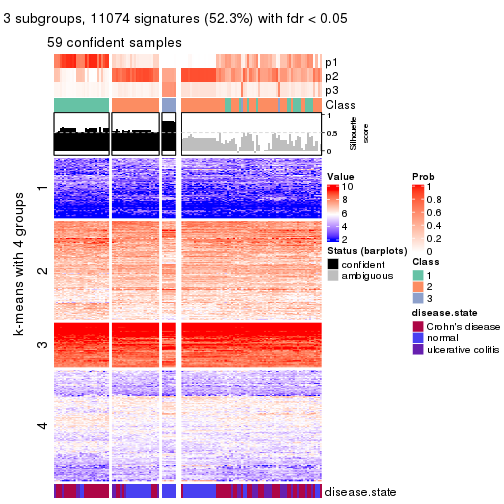 3 subgroups, 11074 signatures (52.3%) with fdr < 0.05
59 confident samples
p1
p2
p3
Class
1
0.5
0
Silhouette
score
k-means with 4 groups
1
2
3
4
disease.state
Value
10
8
6
4
2
Status (barplots)
confident
ambiguous
Prob
1
0.8
0.6
0.4
0.2
0
Class
1
2
3
disease.state
Crohn's disease
normal
ulcerative colitis